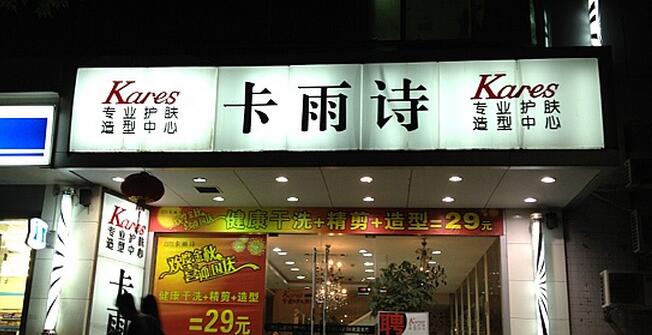 Kares
专业护肤
造型中心
卡雨诗
Kares
专业护肤
造型中心
健康干洗+精剪+造型=29元
欢度金秋
喜迎国庆
健康干洗+精剪+造型
=29元
Kares
专业护肤
造型中心
卡雨
Kares
聘